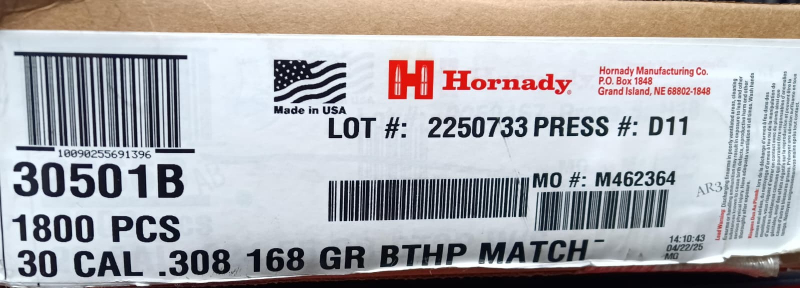 Made in USA
Hornady
Hornady Manufacturing Co.
P.O. Box 1848
Grand Island, NE 68802-1848
LOT #: 2250733 PRESS #: D11
10090255691396
30501B
MO #: M462364
AR3
1800 PCS
30 CAL .308 168 GR BTHP MATCH
14:10:43
04/22/25
MG
Lead Warning: